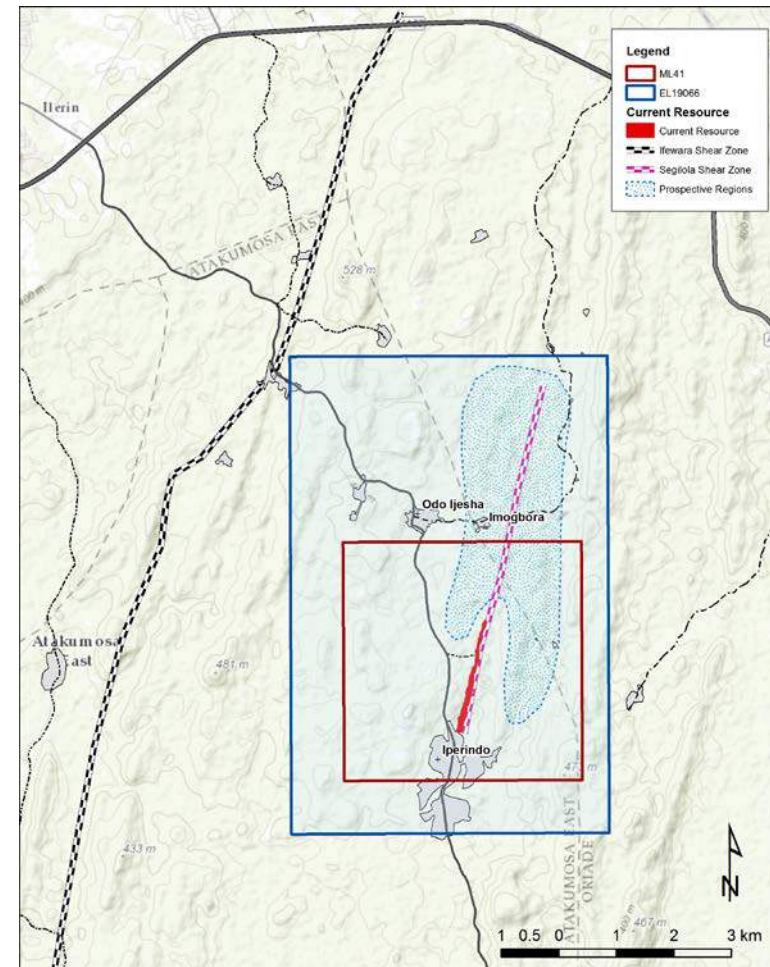 Legend
ML41
EL19066
Current Resource
Current Resource
Ifewara Shear Zone
Segilola Shear Zone
Prospective Regions
Ilerin
ATAKUMOSA EAST
528 m
Odo Ijesha
Imogbora
Atakumosa
East
481 m
Iperindo
433 m
ATAKUMOSA EAST
ORIADE
467 m
N
1 0.5 0 1 2 3 km